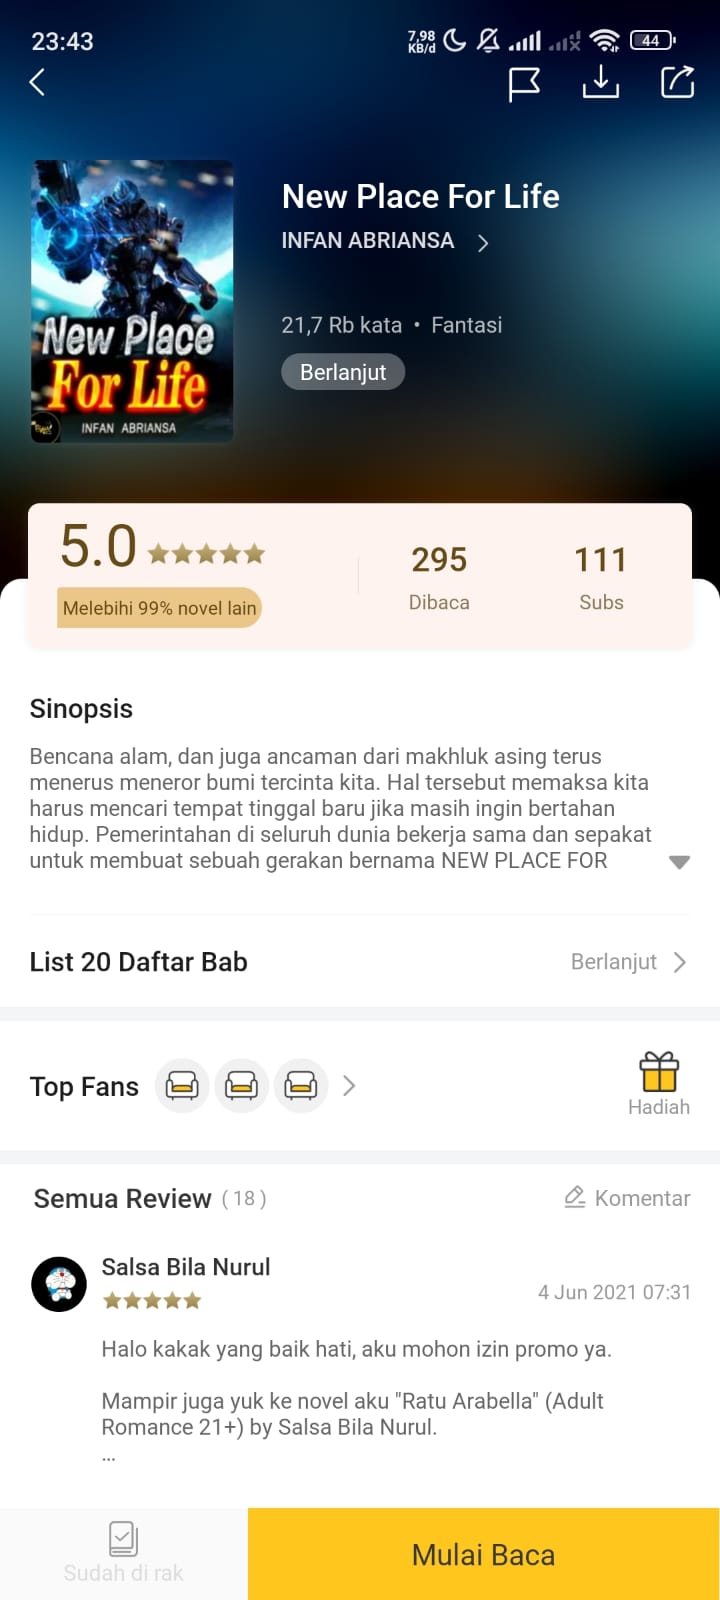 23:43
7,98
KB/d
44
New Place
For Life
INFAN ABRIANSA
New Place For Life
INFAN ABRIANSA
21,7 Rb kata • Fantasi
Berlanjut
5.0
Melebihi 99% novel lain
295
Dibaca
111
Subs
Sinopsis
Bencana alam, dan juga ancaman dari makhluk asing terus
menerus meneror bumi tercinta kita. Hal tersebut memaksa kita
harus mencari tempat tinggal baru jika masih ingin bertahan
hidup. Pemerintahan di seluruh dunia bekerja sama dan sepakat
untuk membuat sebuah gerakan bernama NEW PLACE FOR
List 20 Daftar Bab
Berlanjut
Top Fans
Hadiah
Semua Review ( 18 )
Komentar
Salsa Bila Nurul
4 Jun 2021 07:31
Halo kakak yang baik hati, aku mohon izin promo ya.
Mampir juga yuk ke novel aku "Ratu Arabella" (Adult
Romance 21+) by Salsa Bila Nurul.
...
Sudah di rak
Mulai Baca